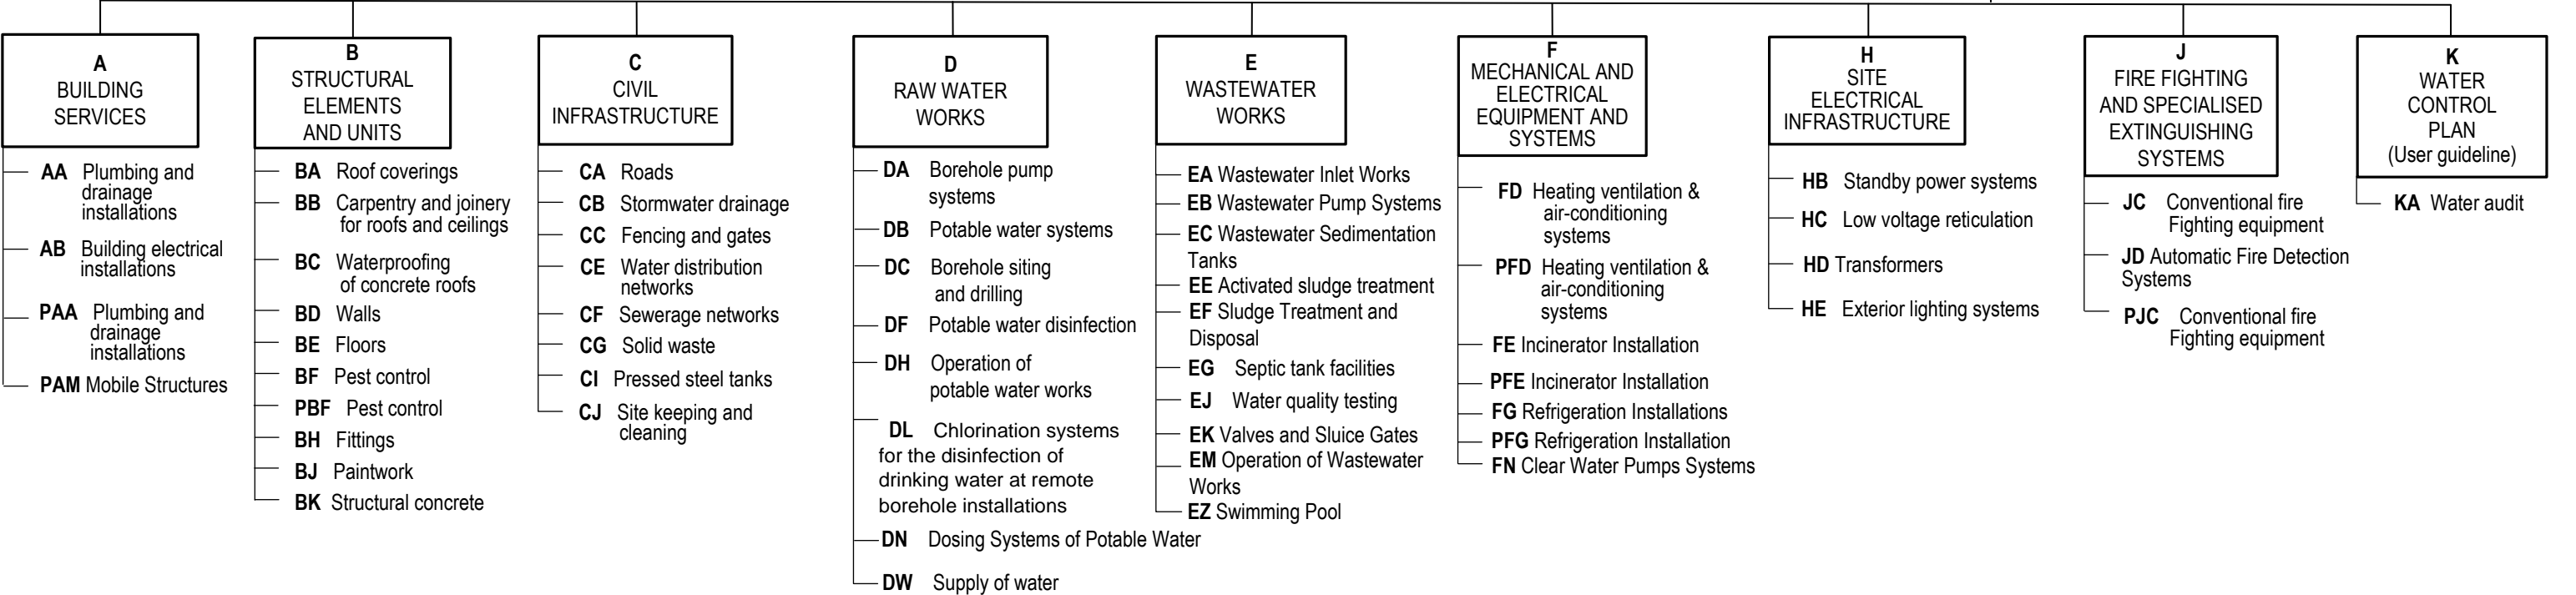 A
BUILDING
SERVICES
AA Plumbing and
drainage
installations
AB Building electrical
installations
PAA Plumbing and
drainage
installations
PAM Mobile Structures
B
STRUCTURAL
ELEMENTS
AND UNITS
BA Roof coverings
BB Carpentry and joinery
for roofs and ceilings
BC Waterproofing
of concrete roofs
BD Walls
BE Floors
BF Pest control
PBF Pest control
BH Fittings
BJ Paintwork
BK Structural concrete
C
CIVIL
INFRASTRUCTURE
CA Roads
CB Stormwater drainage
CC Fencing and gates
CE Water distribution
networks
CF Sewerage networks
CG Solid waste
CI Pressed steel tanks
CJ Site keeping and
cleaning
D
RAW WATER
WORKS
DA Borehole pump
systems
DB Potable water systems
DC Borehole siting
and drilling
DF Potable water disinfection
DH Operation of
potable water works
DL Chlorination systems
for the disinfection of
drinking water at remote
borehole installations
DN Dosing Systems of Potable Water
DW Supply of water
E
WASTEWATER
WORKS
EA Wastewater Inlet Works
EB Wastewater Pump Systems
EC Wastewater Sedimentation
Tanks
EE Activated sludge treatment
EF Sludge Treatment and
Disposal
EG Septic tank facilities
EJ Water quality testing
EK Valves and Sluice Gates
EM Operation of Wastewater
Works
EZ Swimming Pool
F
MECHANICAL AND
ELECTRICAL
EQUIPMENT AND
SYSTEMS
FD Heating ventilation &
air-conditioning
systems
PFD Heating ventilation &
air-conditioning
systems
FE Incinerator Installation
PFE Incinerator Installation
FG Refrigeration Installations
PFG Refrigeration Installation
FN Clear Water Pumps Systems
H
SITE
ELECTRICAL
INFRASTRUCTURE
HB Standby power systems
HC Low voltage reticulation
HD Transformers
HE Exterior lighting systems
J
FIRE FIGHTING
AND SPECIALISED
EXTINGUISHING
SYSTEMS
JC Conventional fire
Fighting equipment
JD Automatic Fire Detection
Systems
PJC Conventional fire
Fighting equipment
K
WATER
CONTROL
PLAN
(User guideline)
KA Water audit